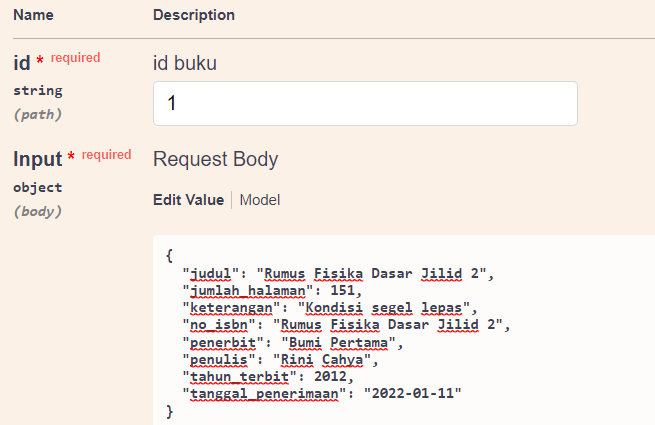 Name Description
id * required id buku
string
(path)
1
Input * required Request Body
object
(body)
Edit Value Model
{
"judul": "Rumus Fisika Dasar Jilid 2",
"jumlah_halaman": 151,
"keterangan": "Kondisi segel lepas",
"no_isbn": "Rumus Fisika Dasar Jilid 2",
"penerbit": "Bumi Pertama",
"penulis": "Rini Cahya",
"tahun_terbit": 2012,
"tanggal_penerimaan": "2022-01-11"
}